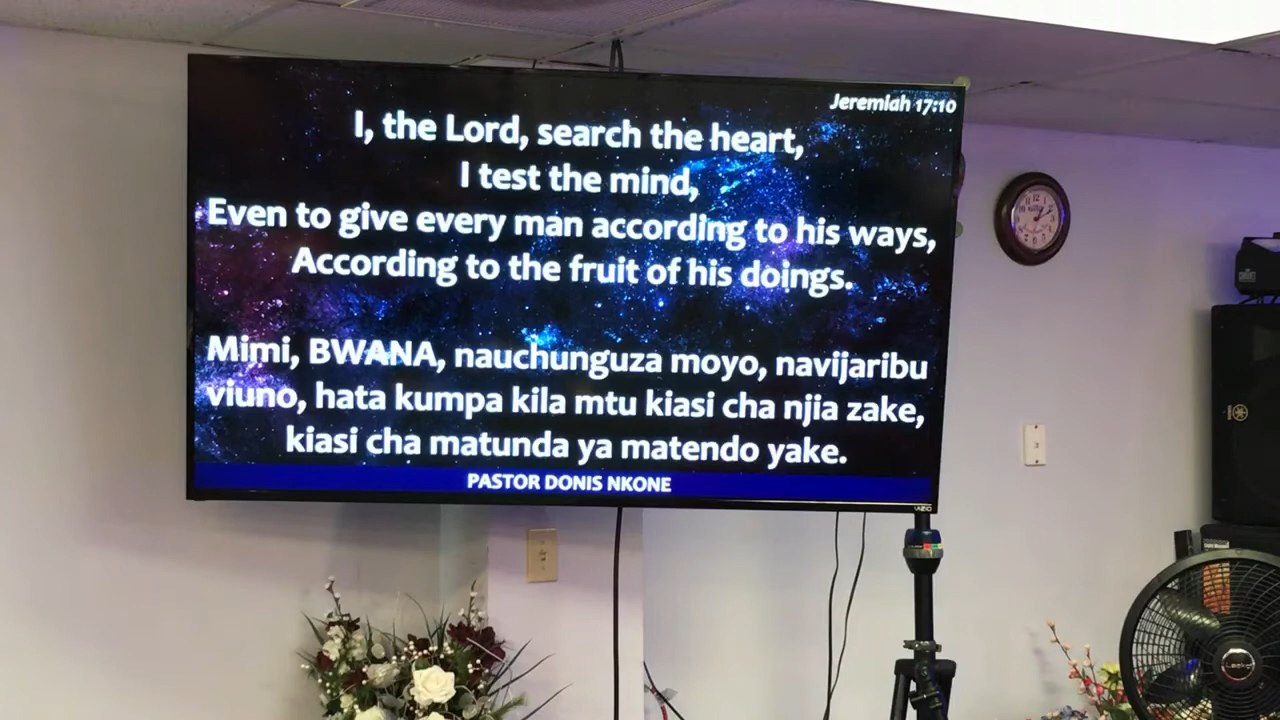 Jeremiah 17:10
I, the Lord, search the heart,
I test the mind,
Even to give every man according to his ways,
According to the fruit of his doings.
Mimi, BWANA, nauchunguza moyo, navijaribu
viuno, hata kumpa kila mtu kiasi cha njia zake,
kiasi cha matunda ya matendo yake.
PASTOR DONIS NKONE
VIZIO
Lasko